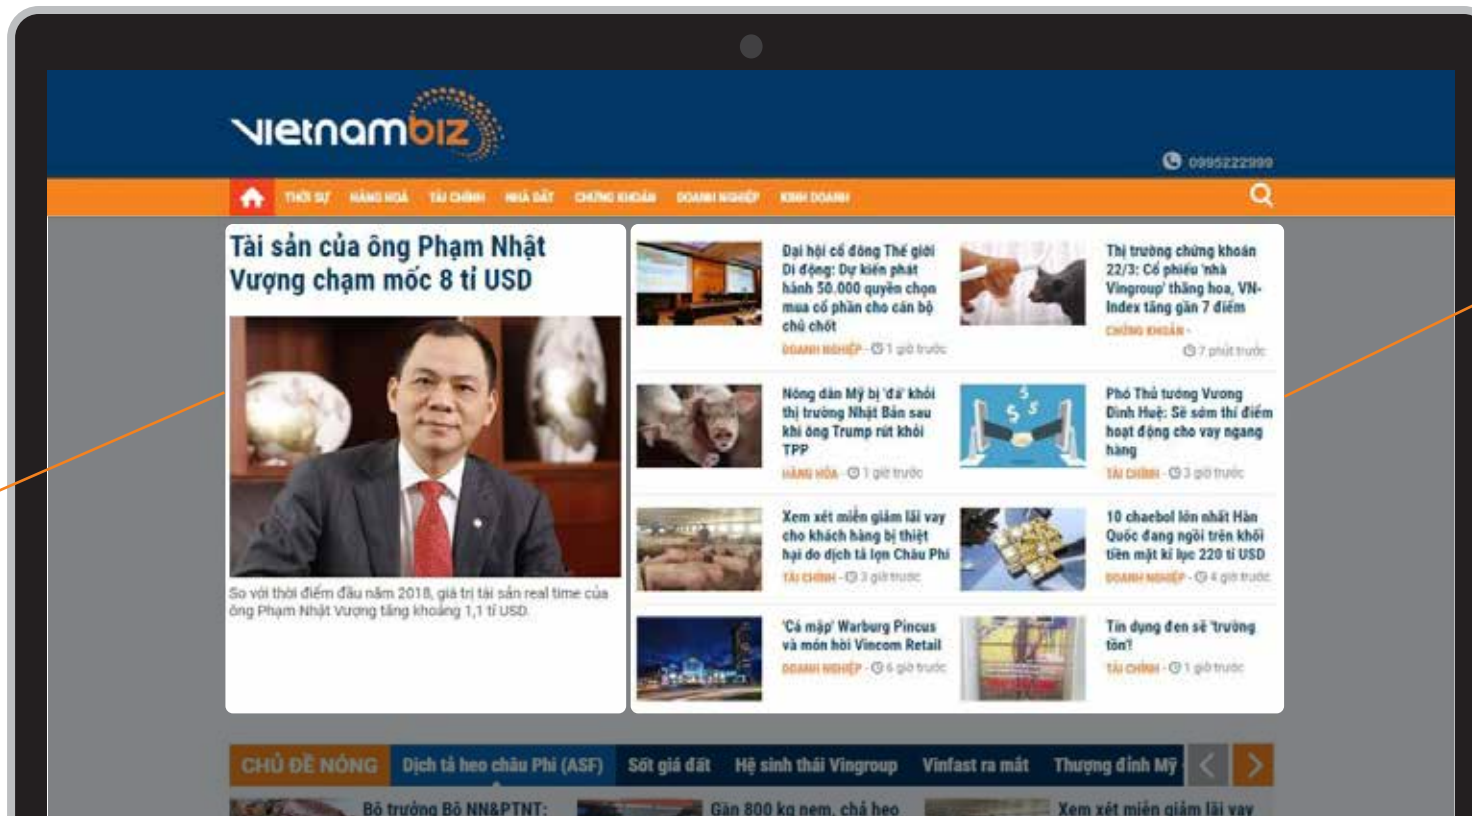 vietnambiz
0995222999
THỜI SỰ HÀNG HOÁ TÀI CHÍNH NHÀ ĐẤT CHỨNG KHOÁN DOANH NGHIỆP KINH DOANH
Tài sản của ông Phạm Nhật
Vượng chạm mốc 8 tỉ USD
So với thời điểm đầu năm 2018, giá trị tài sản real time của
ông Phạm Nhật Vượng tăng khoảng 1,1 tỉ USD.
Đại hội cổ đông Thế giới
Di động: Dự kiến phát
hành 50.000 quyền chọn
mua cổ phần cho cán bộ
chủ chốt
DOANH NGHIỆP - 1 giờ trước
Thị trường chứng khoán
22/3: Cổ phiếu 'nhà
Vingroup' thăng hoa, VN-
Index tăng gần 7 điểm
CHỨNG KHOÁN -
7 phút trước
Nông dân Mỹ bị 'đá' khỏi
thị trường Nhật Bản sau
khi ông Trump rút khỏi
TPP
HÀNG HÓA - 1 giờ trước
Phó Thủ tướng Vương
Đình Huệ: Sẽ sớm thí điểm
hoạt động cho vay ngang
hàng
TÀI CHÍNH - 3 giờ trước
Xem xét miễn giảm lãi vay
cho khách hàng bị thiệt
hại do dịch tả lợn Châu Phi
TÀI CHÍNH - 3 giờ trước
10 chaebol lớn nhất Hàn
Quốc đang ngồi trên khối
tiền mặt kỉ lục 220 tỉ USD
DOANH NGHIỆP - 4 giờ trước
'Cá mập' Warburg Pincus
và món hời Vincom Retail
DOANH NGHIỆP - 6 giờ trước
Tín dụng đen sẽ 'trường
tồn'!
TÀI CHÍNH - 1 giờ trước
CHỦ ĐỀ NÓNG Dịch tả heo châu Phi (ASF) Sốt giá đất Hệ sinh thái Vingroup Vinfast ra mắt Thượng đỉnh Mỹ
Bộ trưởng Bộ NN&PTNT:
Gần 800 kg nem, chả heo
Xem xét miễn giảm lãi vay